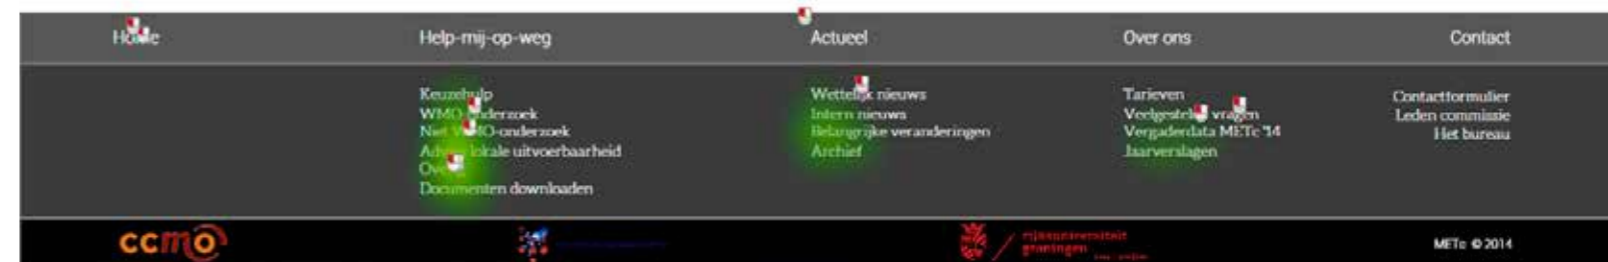 Home Help-mij-op-weg Actueel Over ons Contact
Keuzehulp
WMO-onderzoek
Niet WMO-onderzoek
Advies lokale uitvoerbaarheid
Overig
Documenten downloaden
Wettelijk nieuws
Intern nieuws
Belangrijke veranderingen
Archief
Tarieven
Veelgestelde vragen
Vergaderdata METc '14
Jaarverslagen
Contactformulier
Leden commissie
Het bureau
ccmo
rijksuniversiteit
groningen
METc © 2014